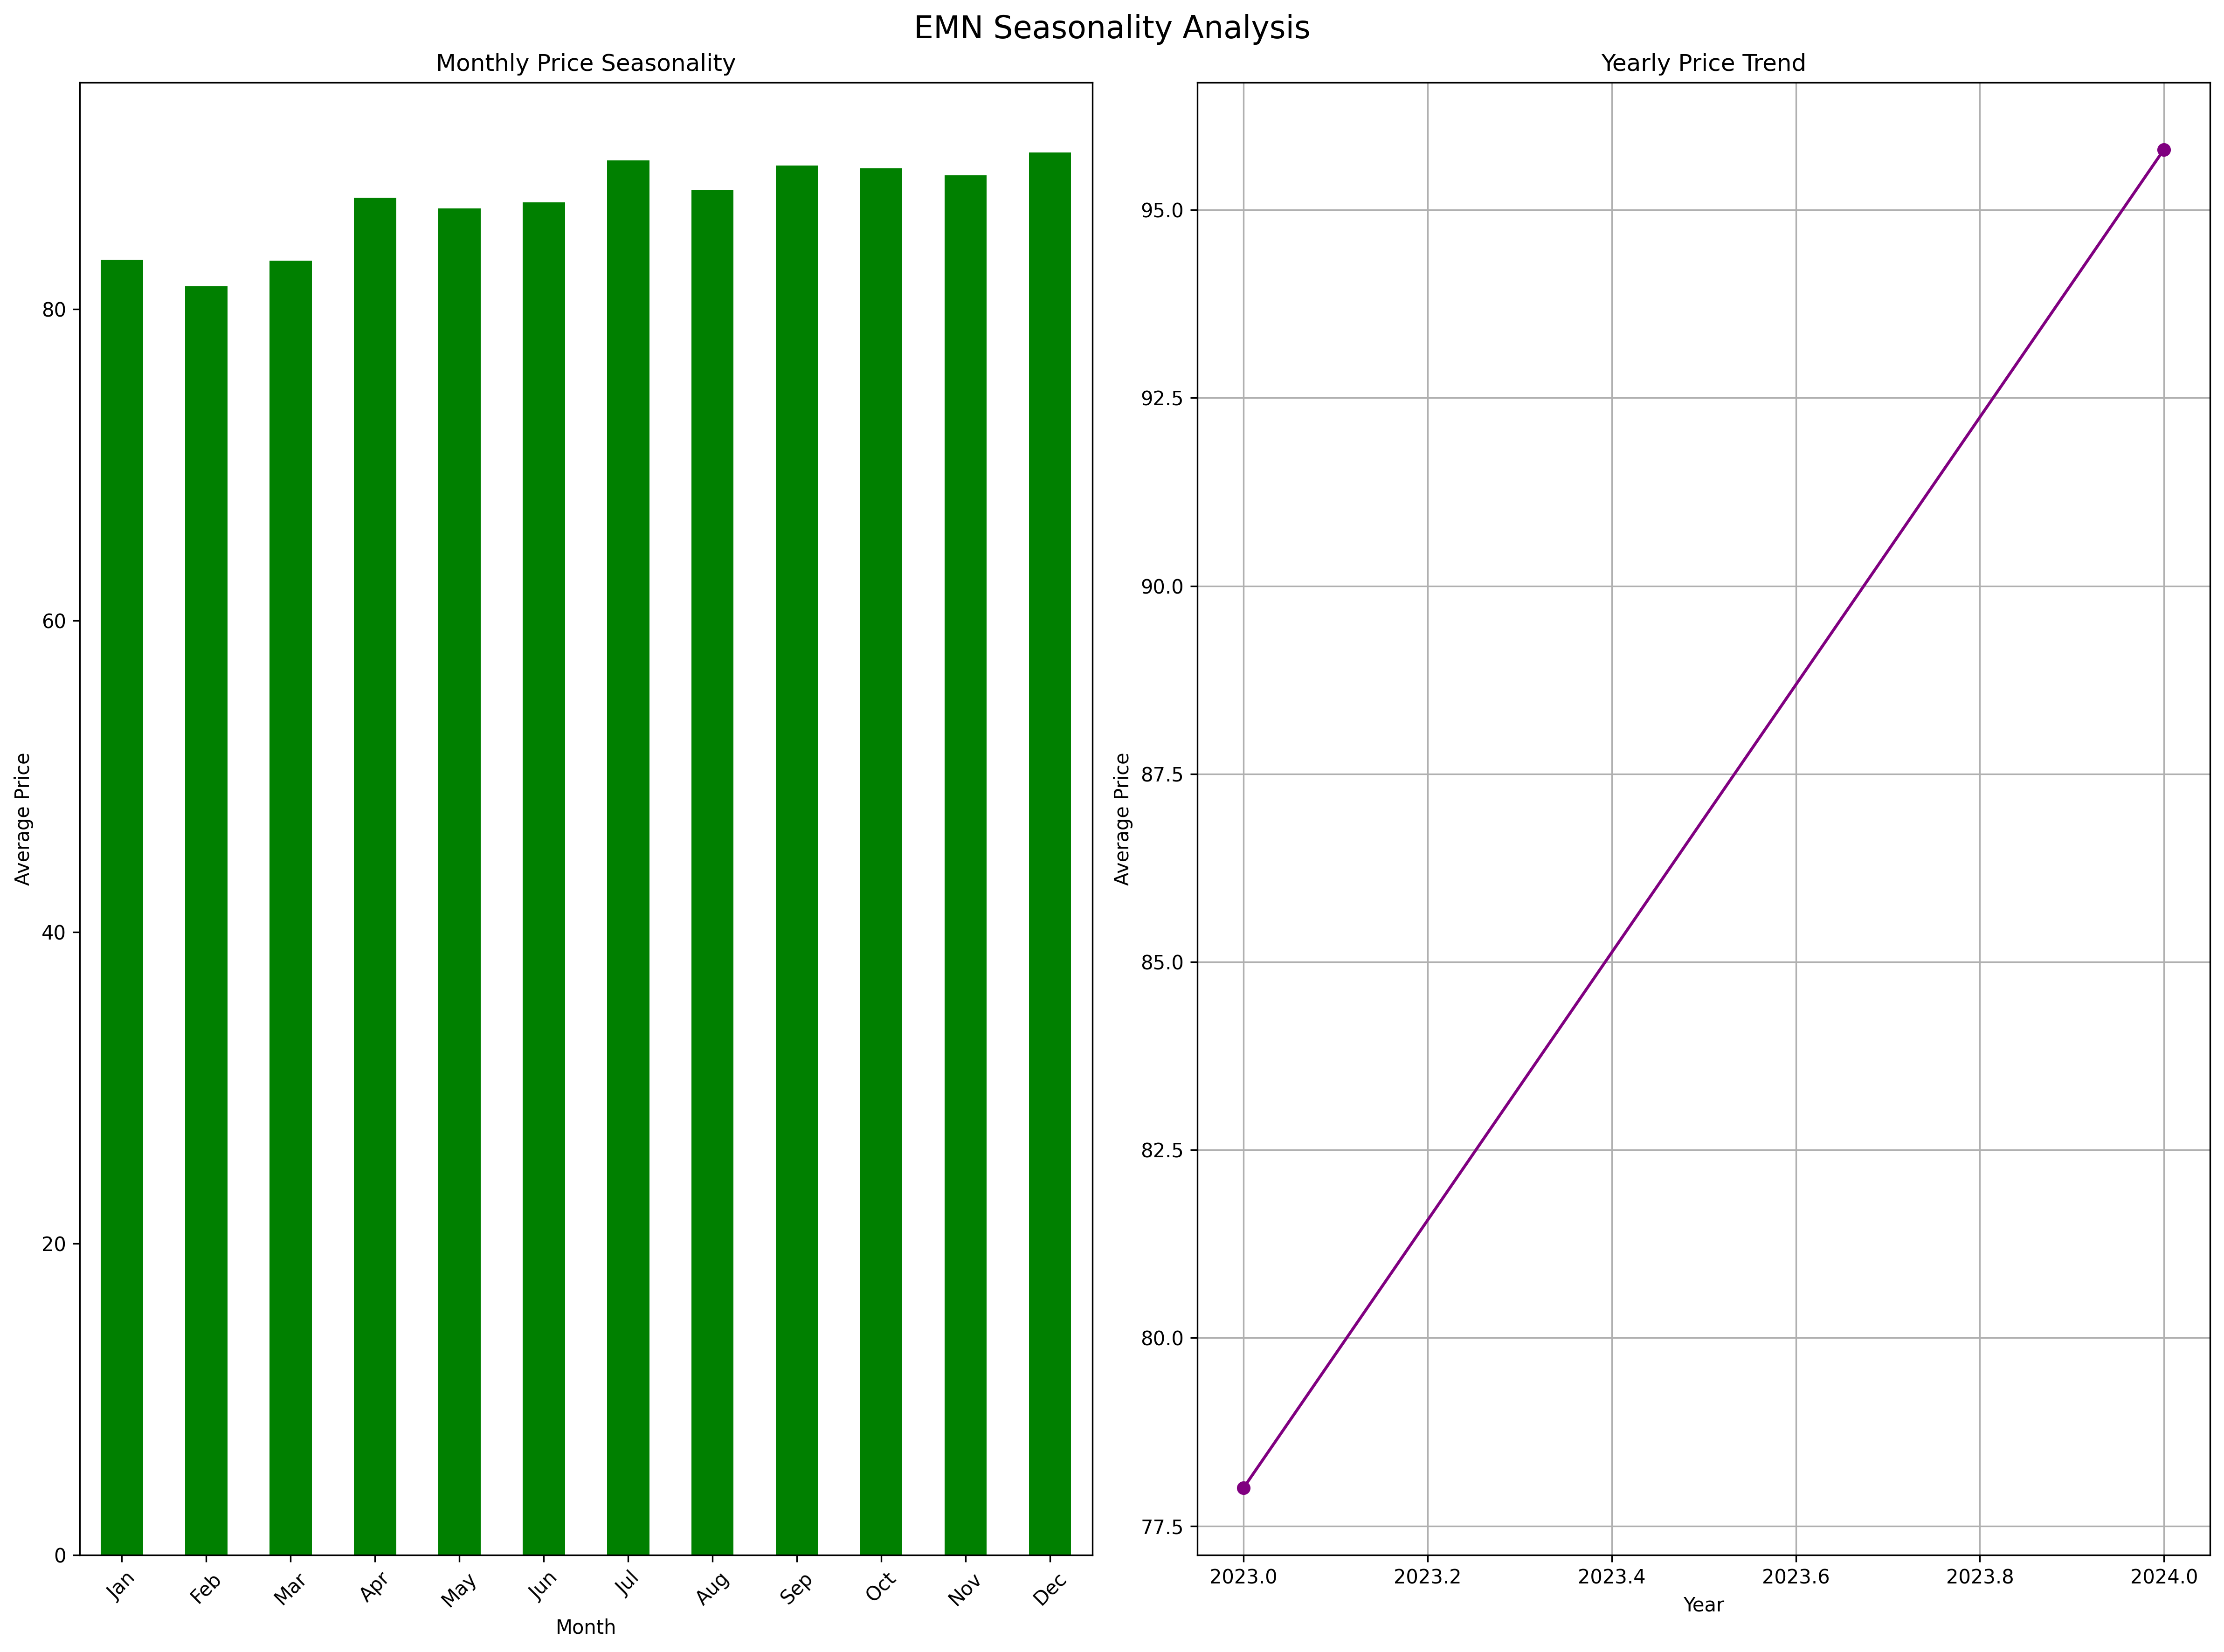 EMN Seasonality Analysis
Monthly Price Seasonality
Average Price
80
60
40
20
0
Jan
Feb
Mar
Apr
May
Jun
Jul
Aug
Sep
Oct
Nov
Dec
Month
Yearly Price Trend
Average Price
95.0
92.5
90.0
87.5
85.0
82.5
80.0
77.5
2023.0
2023.2
2023.4
2023.6
2023.8
2024.0
Year